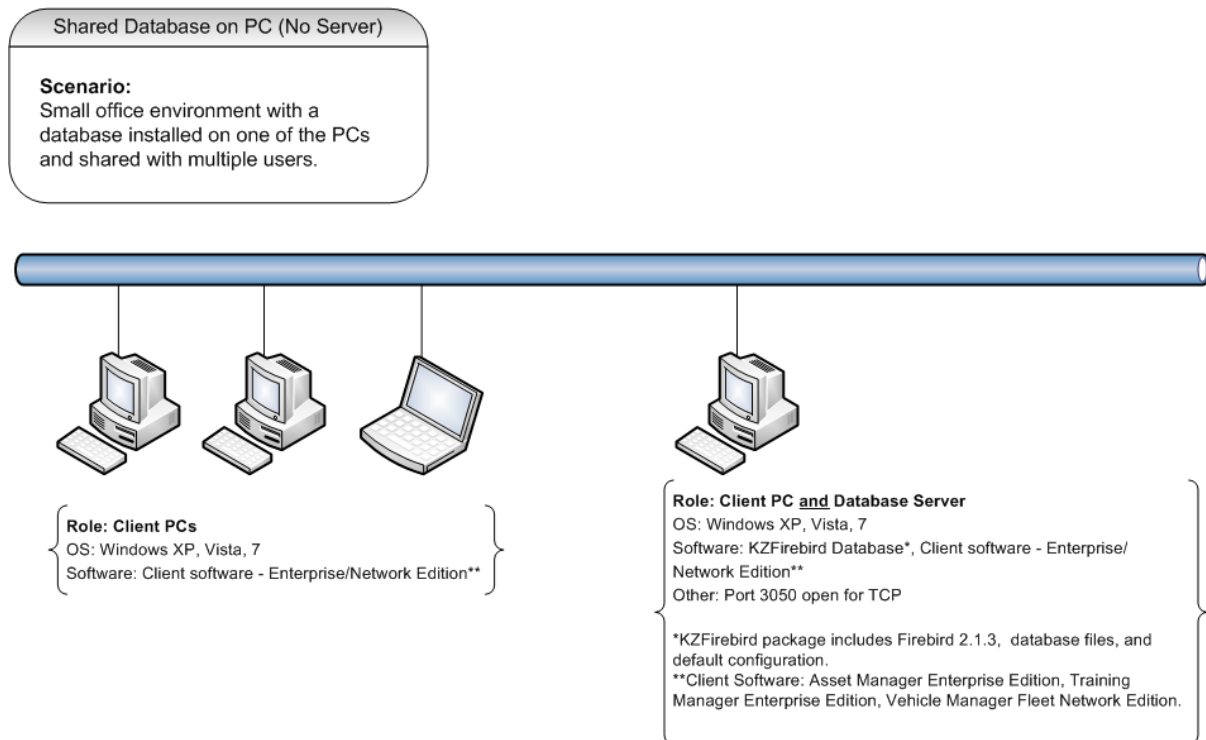 Shared Database on PC (No Server)
Scenario:
Small office environment with a
database installed on one of the PCs
and shared with multiple users.
Role: Client PCs
OS: Windows XP, Vista, 7
Software: Client software - Enterprise/Network Edition**
Role: Client PC and Database Server
OS: Windows XP, Vista, 7
Software: KZFirebird Database*, Client software - Enterprise/
Network Edition**
Other: Port 3050 open for TCP
*KZFirebird package includes Firebird 2.1.3, database files, and
default configuration.
**Client Software: Asset Manager Enterprise Edition, Training
Manager Enterprise Edition, Vehicle Manager Fleet Network Edition.